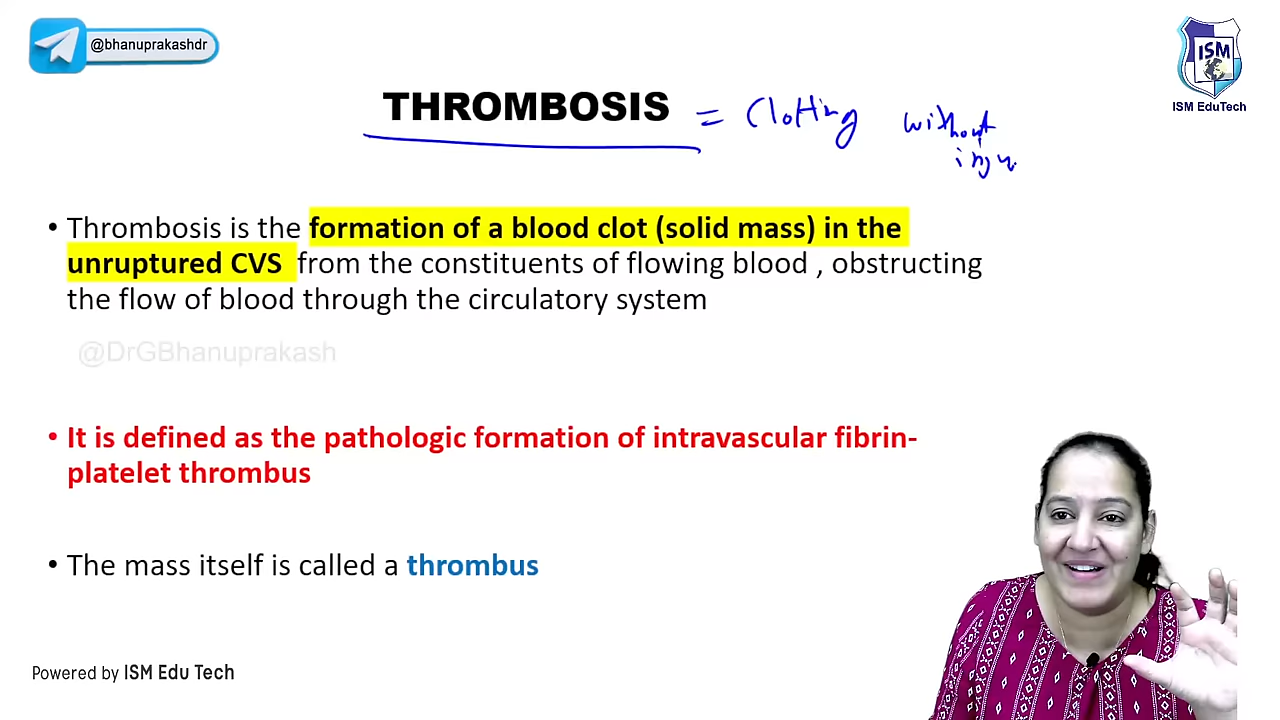 @bhanuprakashdr
ISM
ISM EduTech
THROMBOSIS = Clotting without
inju
• Thrombosis is the formation of a blood clot (solid mass) in the
unruptured CVS from the constituents of flowing blood , obstructing
the flow of blood through the circulatory system
@DrGBhanuprakash
• It is defined as the pathologic formation of intravascular fibrin-
platelet thrombus
• The mass itself is called a thrombus
Powered by ISM Edu Tech